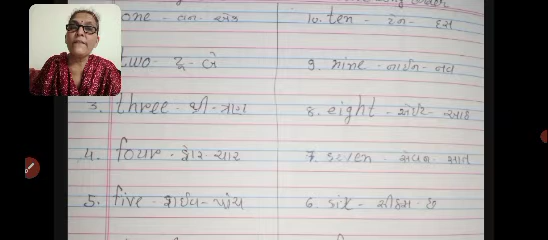 one - વન - એક
two - ટૂ - બે
3. three - થ્રી - ત્રણ
4. four - ફોર - ચાર
5. five - ફાઈવ - પાંચ
10. ten - ટેન - દસ
9. nine - નાઈન - નવ
8. eight - એઈટ - આઠ
7. seven - સેવન - સાત
6. six - સીક્સ - છ